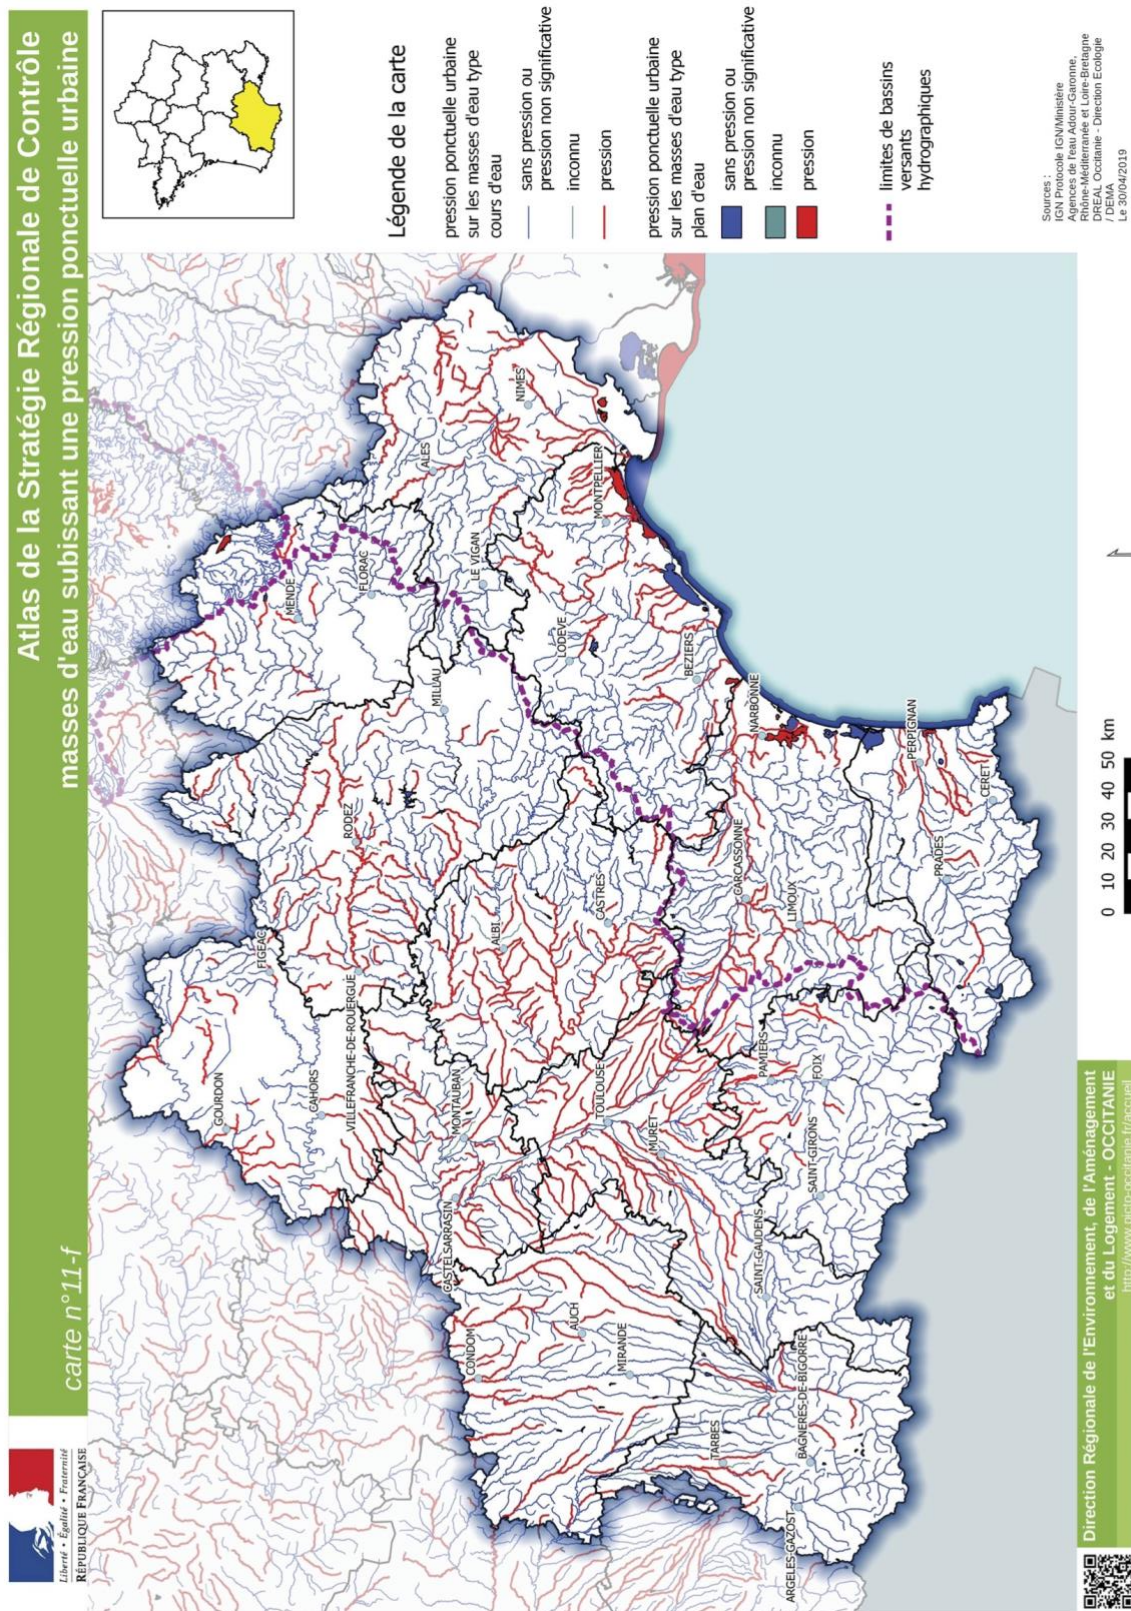 Liberté • Égalité • Fraternité
RÉPUBLIQUE FRANÇAISE
Atlas de la Stratégie Régionale de Contrôle
carte n°11-f
masses d'eau subissant une pression ponctuelle urbaine
Légende de la carte
pression ponctuelle urbaine
sur les masses d'eau type
cours d'eau
sans pression ou
pression non significative
inconnu
pression
pression ponctuelle urbaine
sur les masses d'eau type
plan d'eau
sans pression ou
pression non significative
inconnu
pression
limites de bassins
versants
hydrographiques
Sources :
IGN Protocole IGN/Ministère
Agences de l'eau Adour-Garonne,
Rhône-Méditerranée et Loire-Bretagne
DREAL Occitanie - Direction Ecologie
/ DEMA
Le 30/04/2019
GOURDON
FIGEAC
CAHORS
VILLEFRANCHE-DE-ROUERGUE
RODEZ
MENDE
FLORAC
MILLAU
ALES
LE VIGAN
NIMES
CASTELSARRASIN
MONTAUBAN
ALBI
CONDOM
AUCH
MIRANDE
TOULOUSE
CASTRES
LODEVE
MONTPELLIER
MURET
BEZIERS
TARBES
SAINT-GAUDENS
PAMIERS
CARCASSONNE
NARBONNE
BAGNERES-DE-BIGORRE
ARGELES-GAZOST
SAINT-GIRONS
FOIX
LIMOUX
PERPIGNAN
PRADES
CERET
0 10 20 30 40 50 km
Direction Régionale de l'Environnement, de l'Aménagement
et du Logement - OCCITANIE
http://www.picto-occitanie.fr/accueil